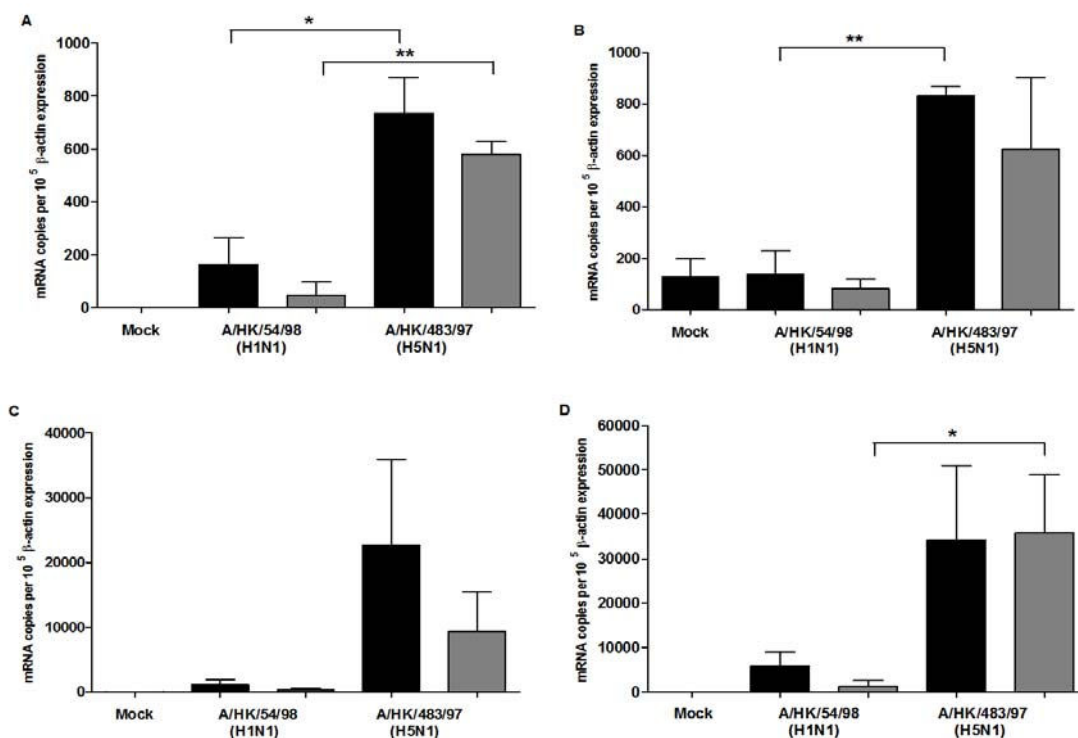 A
*
**
1000
800
600
400
200
0
mRNA copies per 10 5 β-actin expression
Mock
A/HK/54/98
(H1N1)
A/HK/483/97
(H5N1)
B
**
1000
800
600
400
200
0
mRNA copies per 10 5 β-actin expression
Mock
A/HK/54/98
(H1N1)
A/HK/483/97
(H5N1)
C
40000
30000
20000
10000
0
mRNA copies per 10 5 β-actin expression
Mock
A/HK/54/98
(H1N1)
A/HK/483/97
(H5N1)
D
*
60000
50000
40000
30000
20000
10000
0
mRNA copies per 10 5 β-actin expression
Mock
A/HK/54/98
(H1N1)
A/HK/483/97
(H5N1)